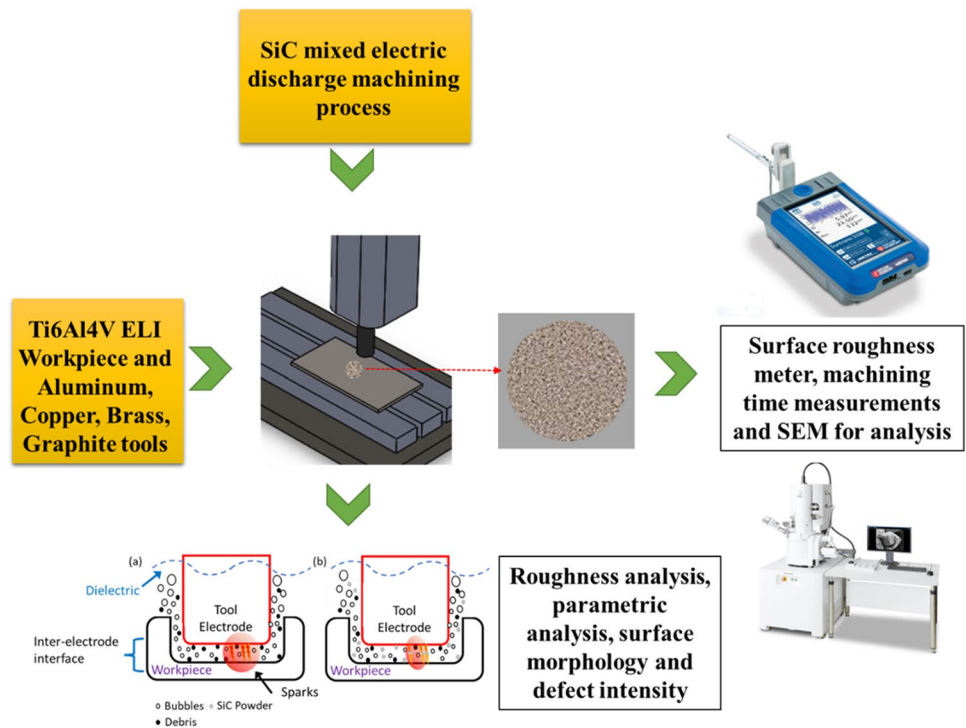 SiC mixed electric
discharge machining
process
Ti6Al4V ELI
Workpiece and
Aluminum,
Copper, Brass,
Graphite tools
Surface roughness
meter, machining
time measurements
and SEM for analysis
(a)
(b)
Dielectric
Tool
Electrode
Tool
Electrode
Inter-electrode
interface
Workpiece
Workpiece
Sparks
Bubbles
SiC Powder
Debris
Roughness analysis,
parametric
analysis, surface
morphology and
defect intensity